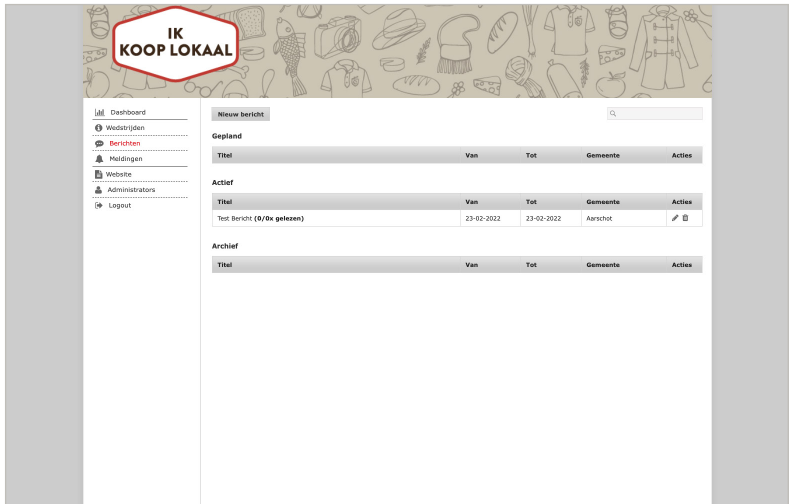 IK
KOOP LOKAAL
Dashboard
Wedstrijden
Berichten
Meldingen
Website
Administrators
Logout
Nieuw bericht
Gepland
Titel Van Tot Gemeente Acties
Actief
Titel Van Tot Gemeente Acties
Test Bericht (0/0x gelezen) 23-02-2022 23-02-2022 Aarschot
Archief
Titel Van Tot Gemeente Acties